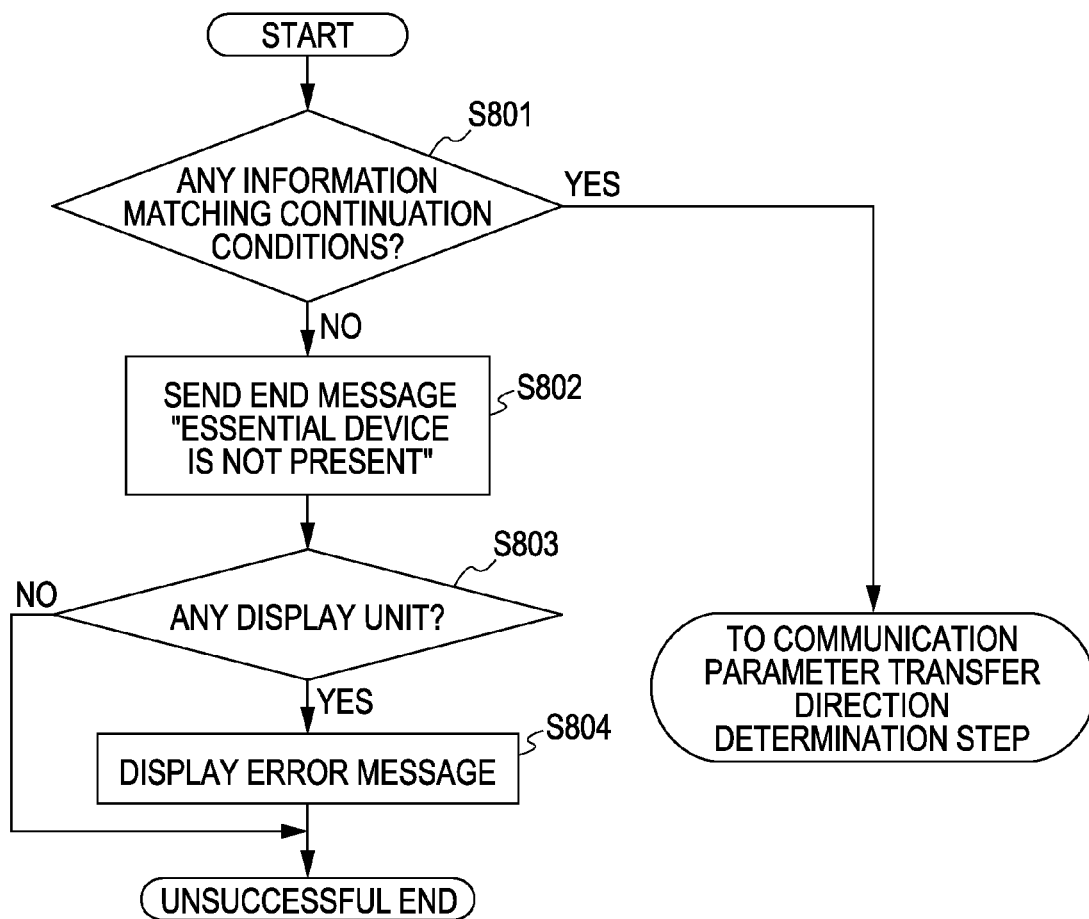 START
S801
ANY INFORMATION
MATCHING CONTINUATION
CONDITIONS?
YES
NO
SEND END MESSAGE
"ESSENTIAL DEVICE
IS NOT PRESENT"
S802
S803
NO
ANY DISPLAY UNIT?
YES
S804
DISPLAY ERROR MESSAGE
UNSUCCESSFUL END
TO COMMUNICATION
PARAMETER TRANSFER
DIRECTION
DETERMINATION STEP